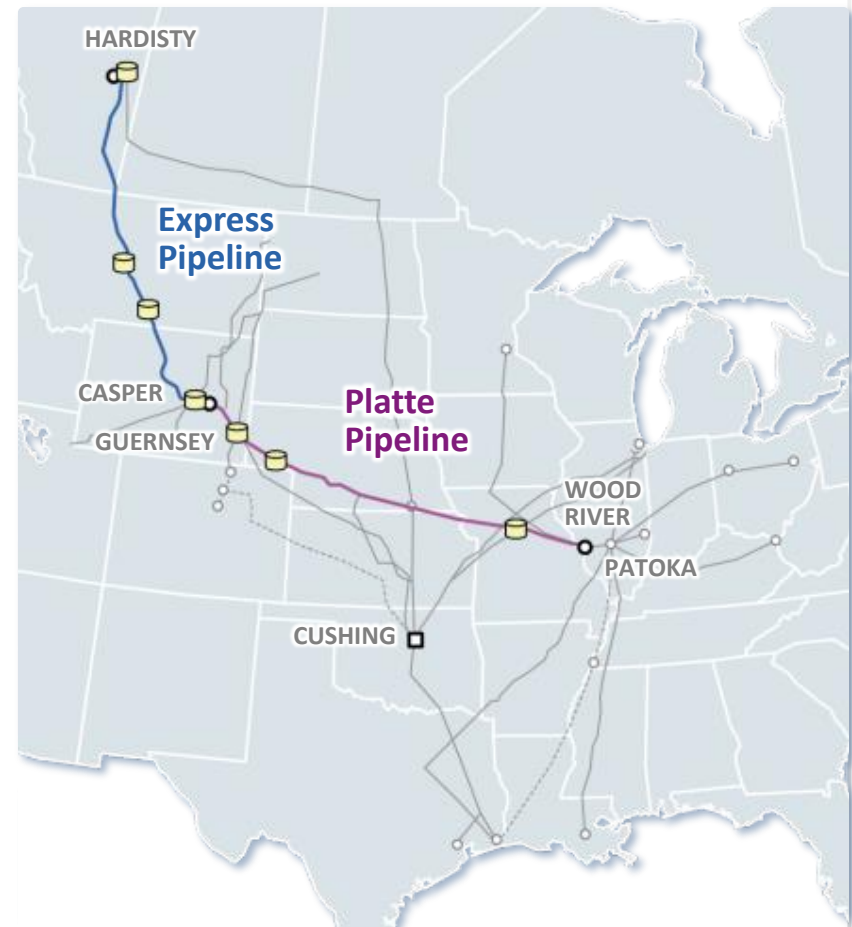 HARDISTY
Express
Pipeline
CASPER
GUERNSEY
Platte
Pipeline
WOOD
RIVER
PATOKA
CUSHING